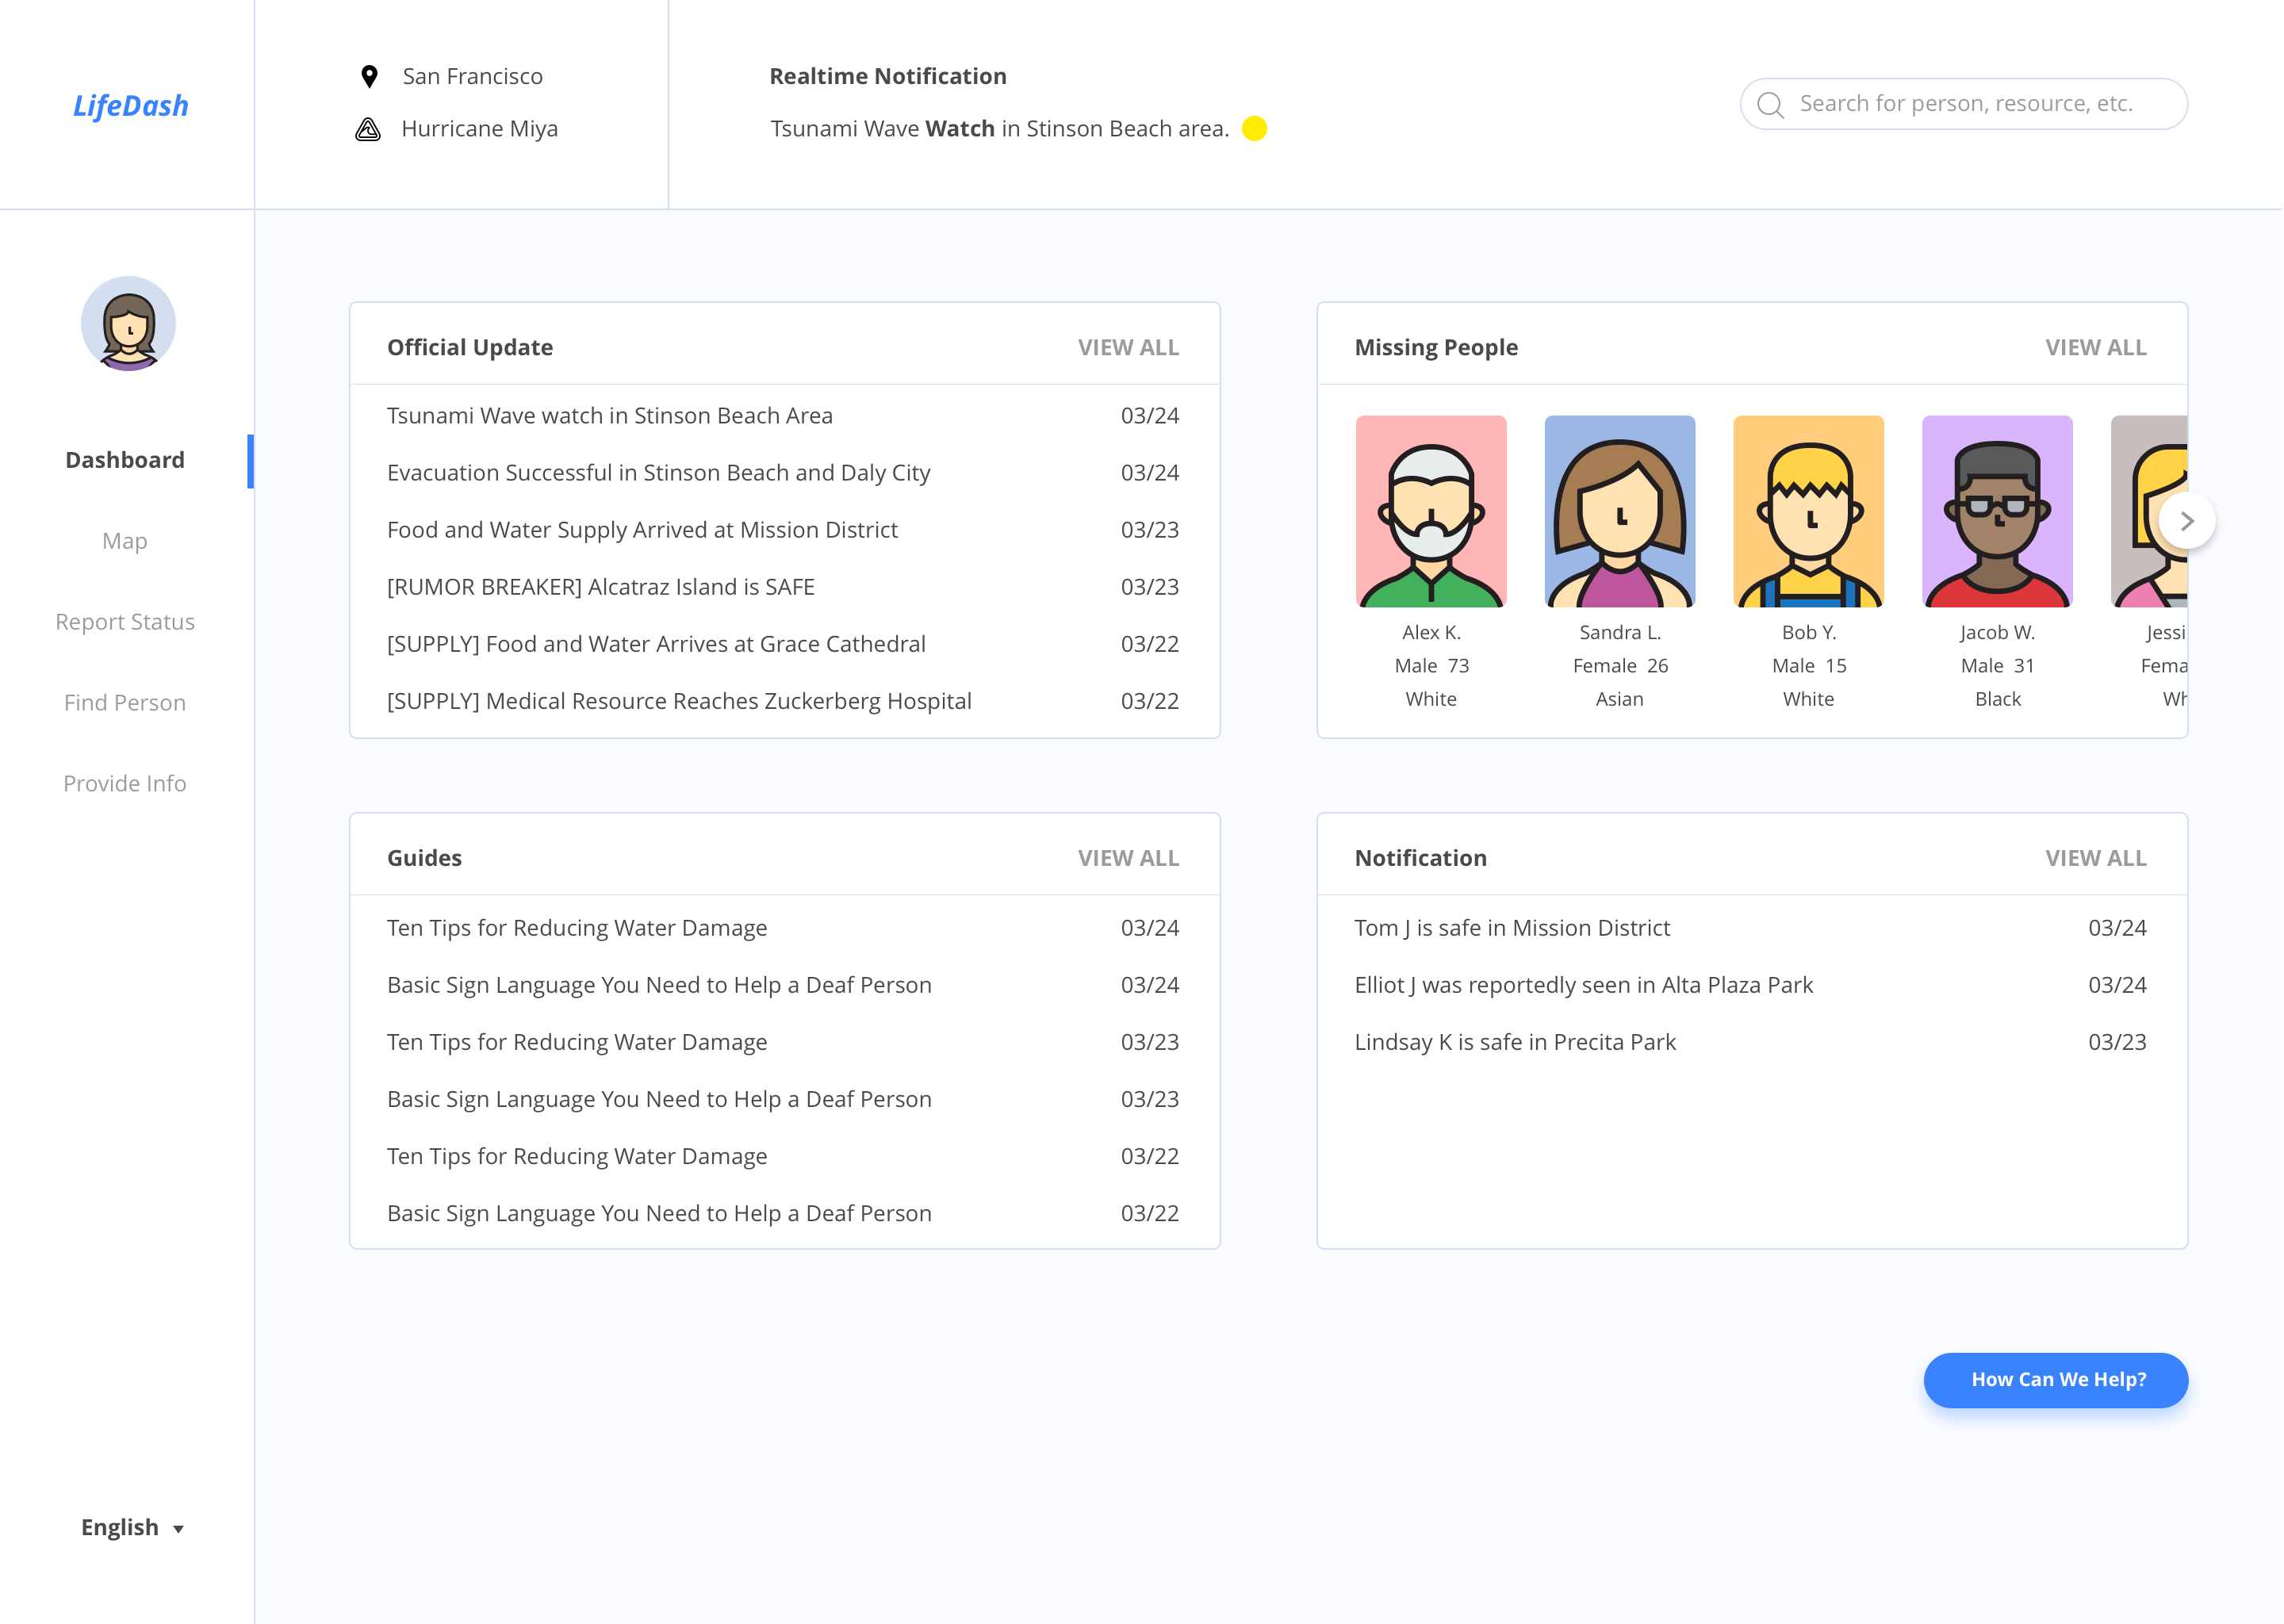 LifeDash
San Francisco
Hurricane Miya
Realtime Notification
Tsunami Wave Watch in Stinson Beach area.
Search for person, resource, etc.
Dashboard
Map
Report Status
Find Person
Provide Info
English
Official Update VIEW ALL
Tsunami Wave watch in Stinson Beach Area 03/24
Evacuation Successful in Stinson Beach and Daly City 03/24
Food and Water Supply Arrived at Mission District 03/23
[RUMOR BREAKER] Alcatraz Island is SAFE 03/23
[SUPPLY] Food and Water Arrives at Grace Cathedral 03/22
[SUPPLY] Medical Resource Reaches Zuckerberg Hospital 03/22
Missing People VIEW ALL
Alex K. Sandra L. Bob Y. Jacob W. Jessi
Male 73 Female 26 Male 15 Male 31 Fema
White Asian White Black Wh
Guides VIEW ALL
Ten Tips for Reducing Water Damage 03/24
Basic Sign Language You Need to Help a Deaf Person 03/24
Ten Tips for Reducing Water Damage 03/23
Basic Sign Language You Need to Help a Deaf Person 03/23
Ten Tips for Reducing Water Damage 03/22
Basic Sign Language You Need to Help a Deaf Person 03/22
Notification VIEW ALL
Tom J is safe in Mission District 03/24
Elliot J was reportedly seen in Alta Plaza Park 03/24
Lindsay K is safe in Precita Park 03/23
How Can We Help?